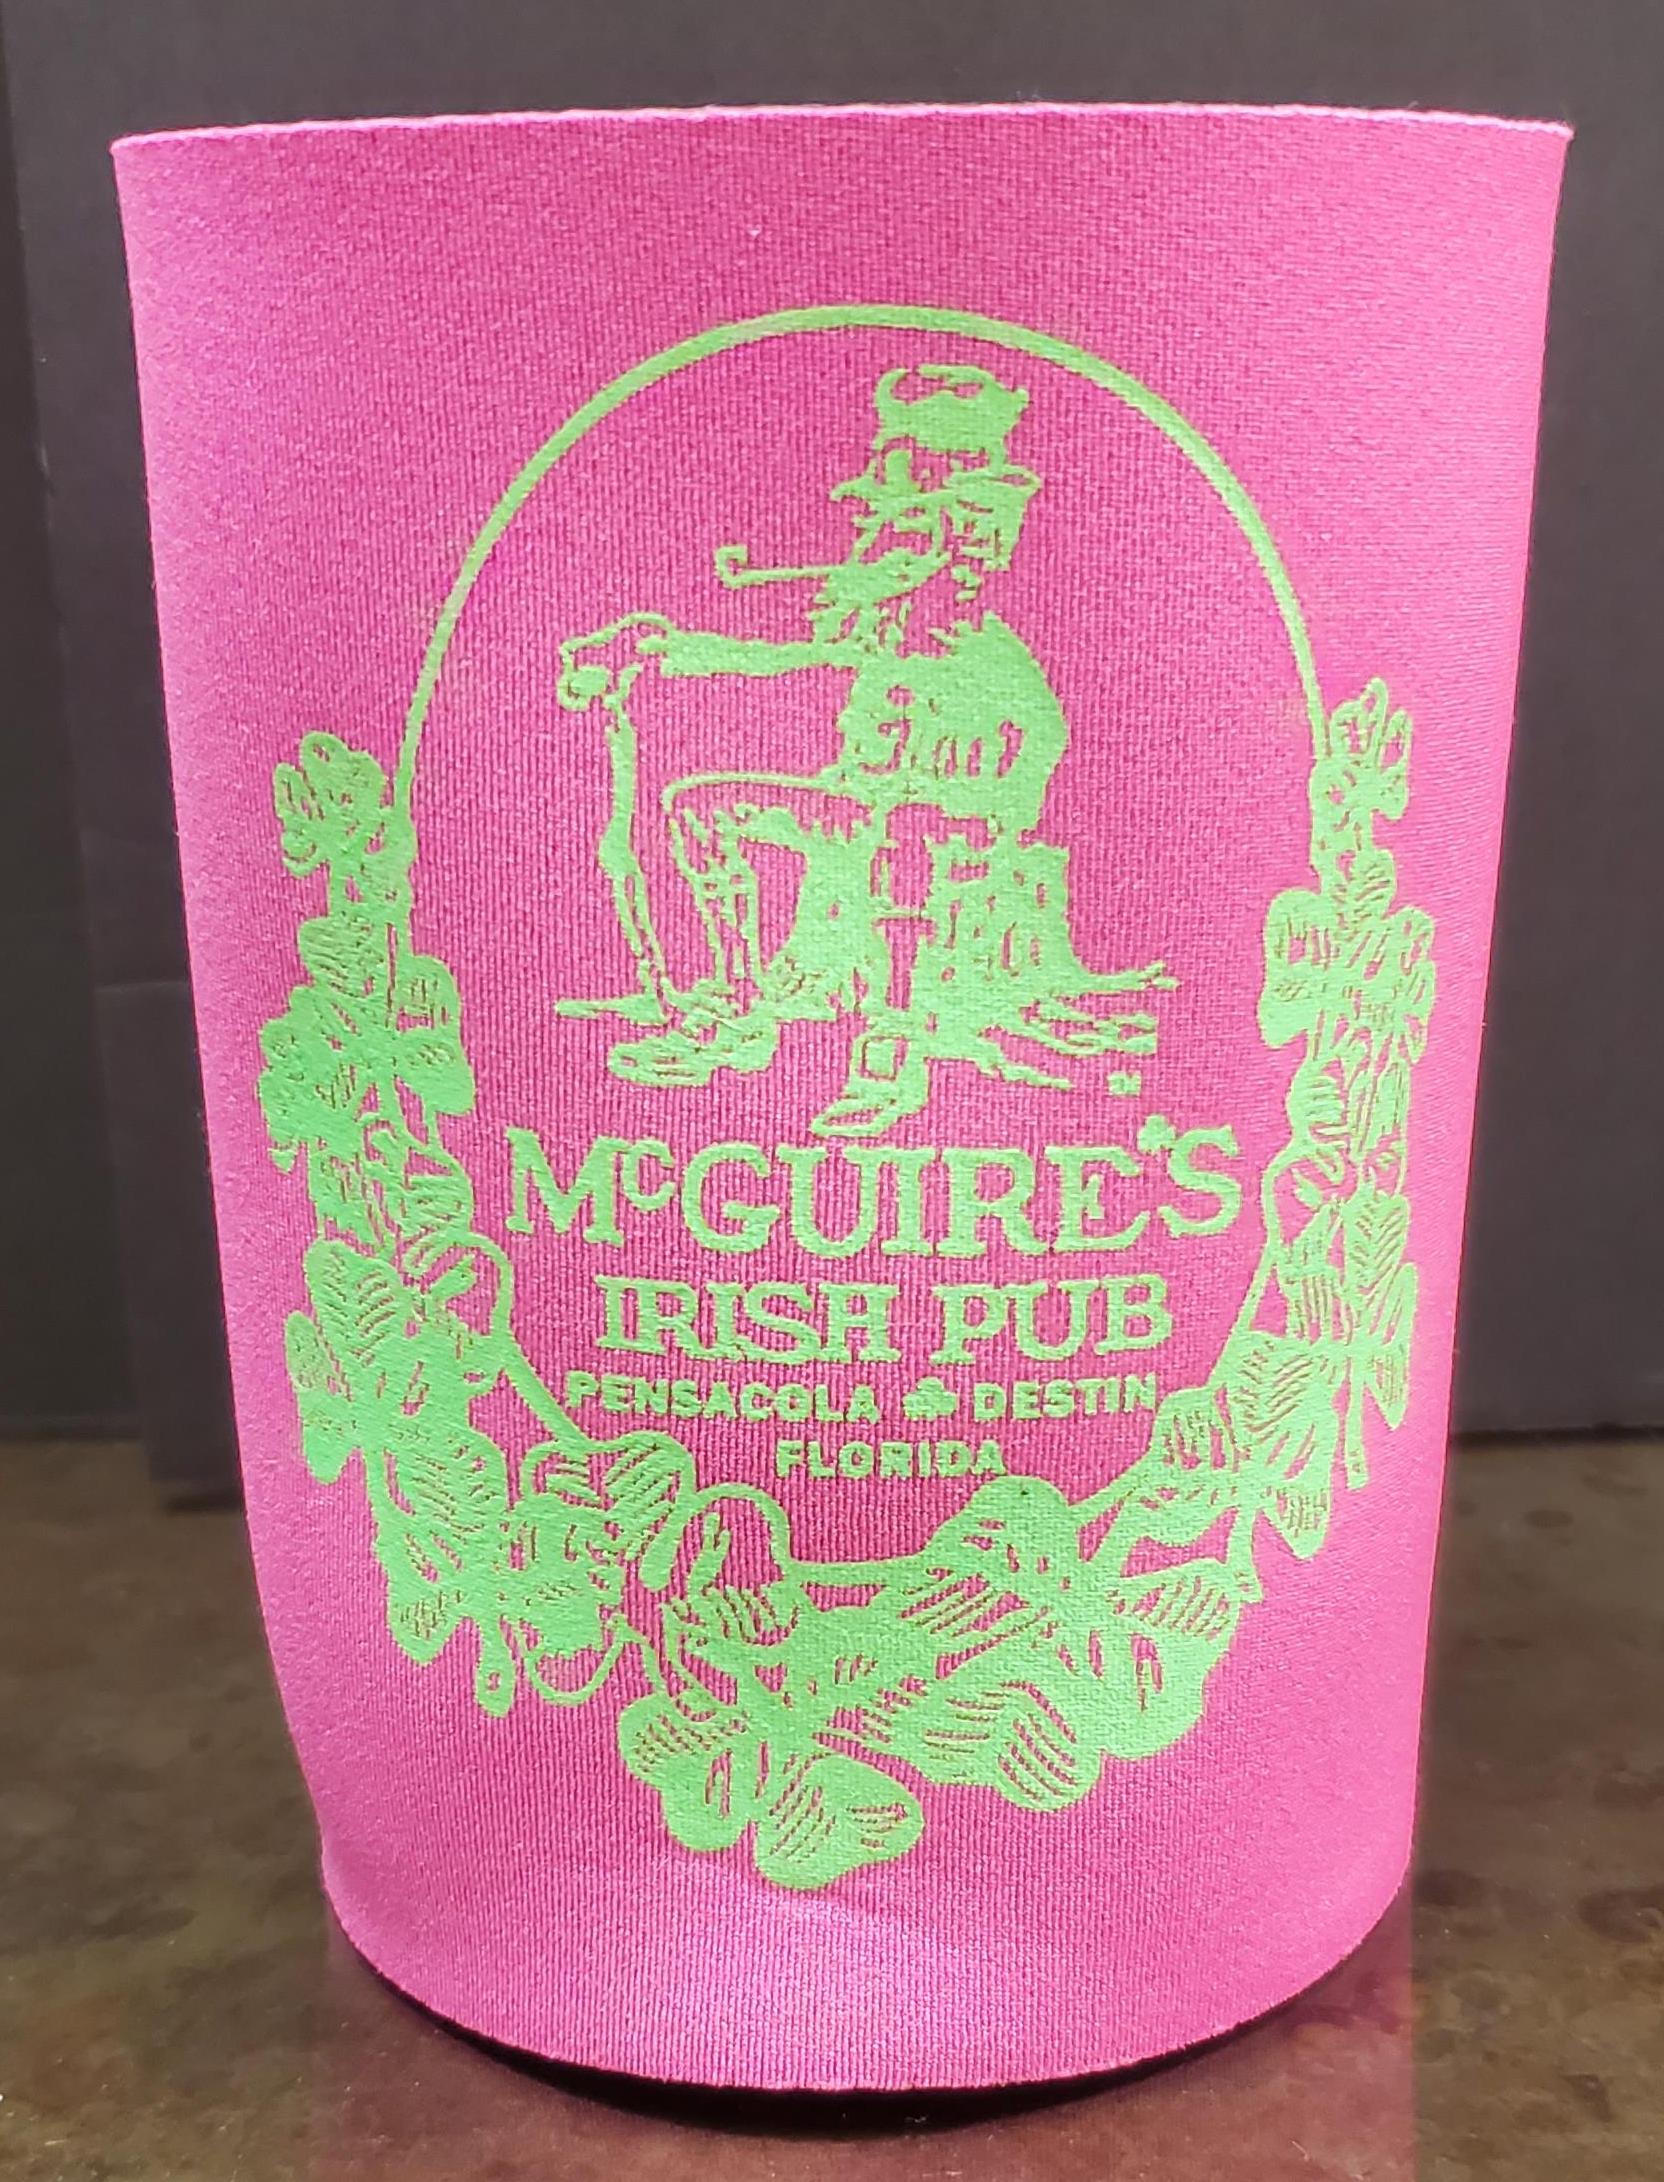 McGUIRE'S
IRISH PUB
PENSACOLA ☘ DESTIN,
FLORIDA